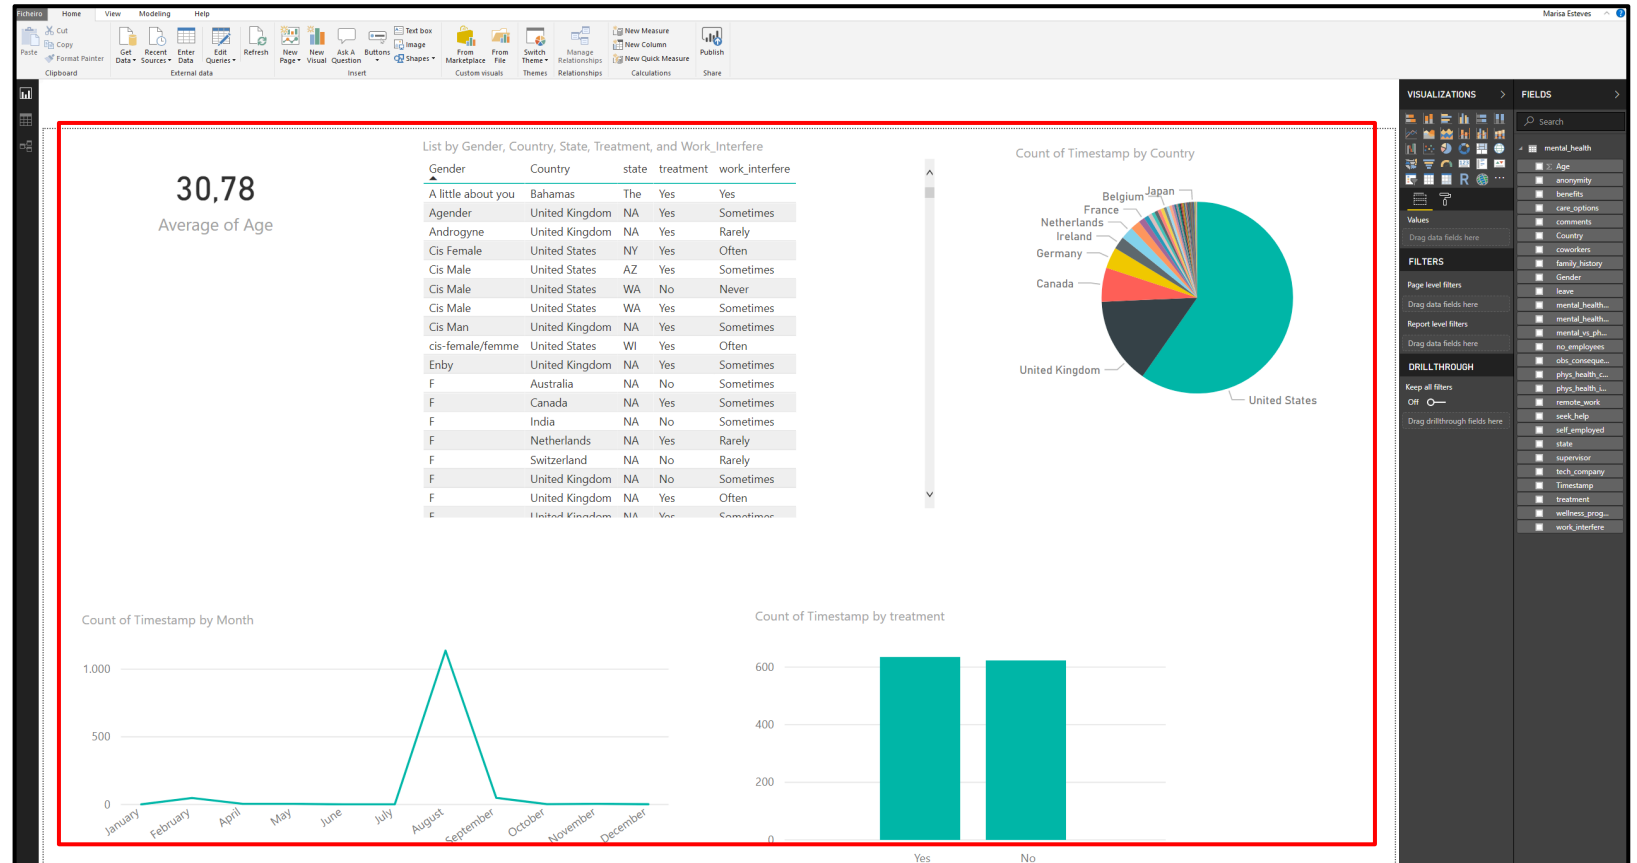 Ficheiro Home View Modeling Help Marisa Esteves
Paste
Cut
Copy
Format Painter
Clipboard
Get Data
Recent Sources
Enter Data
Edit Queries
External data
Refresh
New Page
New Visual
Ask A Question
Buttons
Text box
Image
Shapes
Insert
From Marketplace
From File
Custom visuals
Switch Theme
Themes
Manage Relationships
Relationships
New Measure
New Column
New Quick Measure
Calculations
Publish
Share
30,78
Average of Age
List by Gender, Country, State, Treatment, and Work_Interfere
Gender Country state treatment work_interfere
A little about you Bahamas The Yes Yes
Agender United Kingdom NA Yes Sometimes
Androgyne United Kingdom NA Yes Rarely
Cis Female United States NY Yes Often
Cis Male United States AZ Yes Sometimes
Cis Male United States WA No Never
Cis Male United States WA Yes Sometimes
Cis Man United Kingdom NA Yes Sometimes
cis-female/femme United States WI Yes Often
Enby United Kingdom NA Yes Sometimes
F Australia NA No Sometimes
F Canada NA Yes Sometimes
F India NA No Sometimes
F Netherlands NA Yes Rarely
F Switzerland NA No Rarely
F United Kingdom NA No Sometimes
F United Kingdom NA Yes Often
F United Kingdom NA Yes Sometimes
Count of Timestamp by Country
Japan
Belgium
France
Netherlands
Ireland
Germany
Canada
United Kingdom
United States
Count of Timestamp by Month
1.000
500
0
January February April May June July August September October November December
Count of Timestamp by treatment
600
400
200
0
Yes No
VISUALIZATIONS
R
Values
Drag data fields here
FILTERS
Page level filters
Drag data fields here
Report level filters
Drag data fields here
DRILLTHROUGH
Keep all filters
Off
Drag drillthrough fields here
FIELDS
Search
mental_health
Age
anonymity
benefits
care_options
comments
Country
coworkers
family_history
Gender
leave
mental_health...
mental_health...
mental_vs_ph...
no_employees
obs_conseque...
phys_health_c...
phys_health_i...
remote_work
seek_help
self_employed
state
supervisor
tech_company
Timestamp
treatment
wellness_prog...
work_interfere